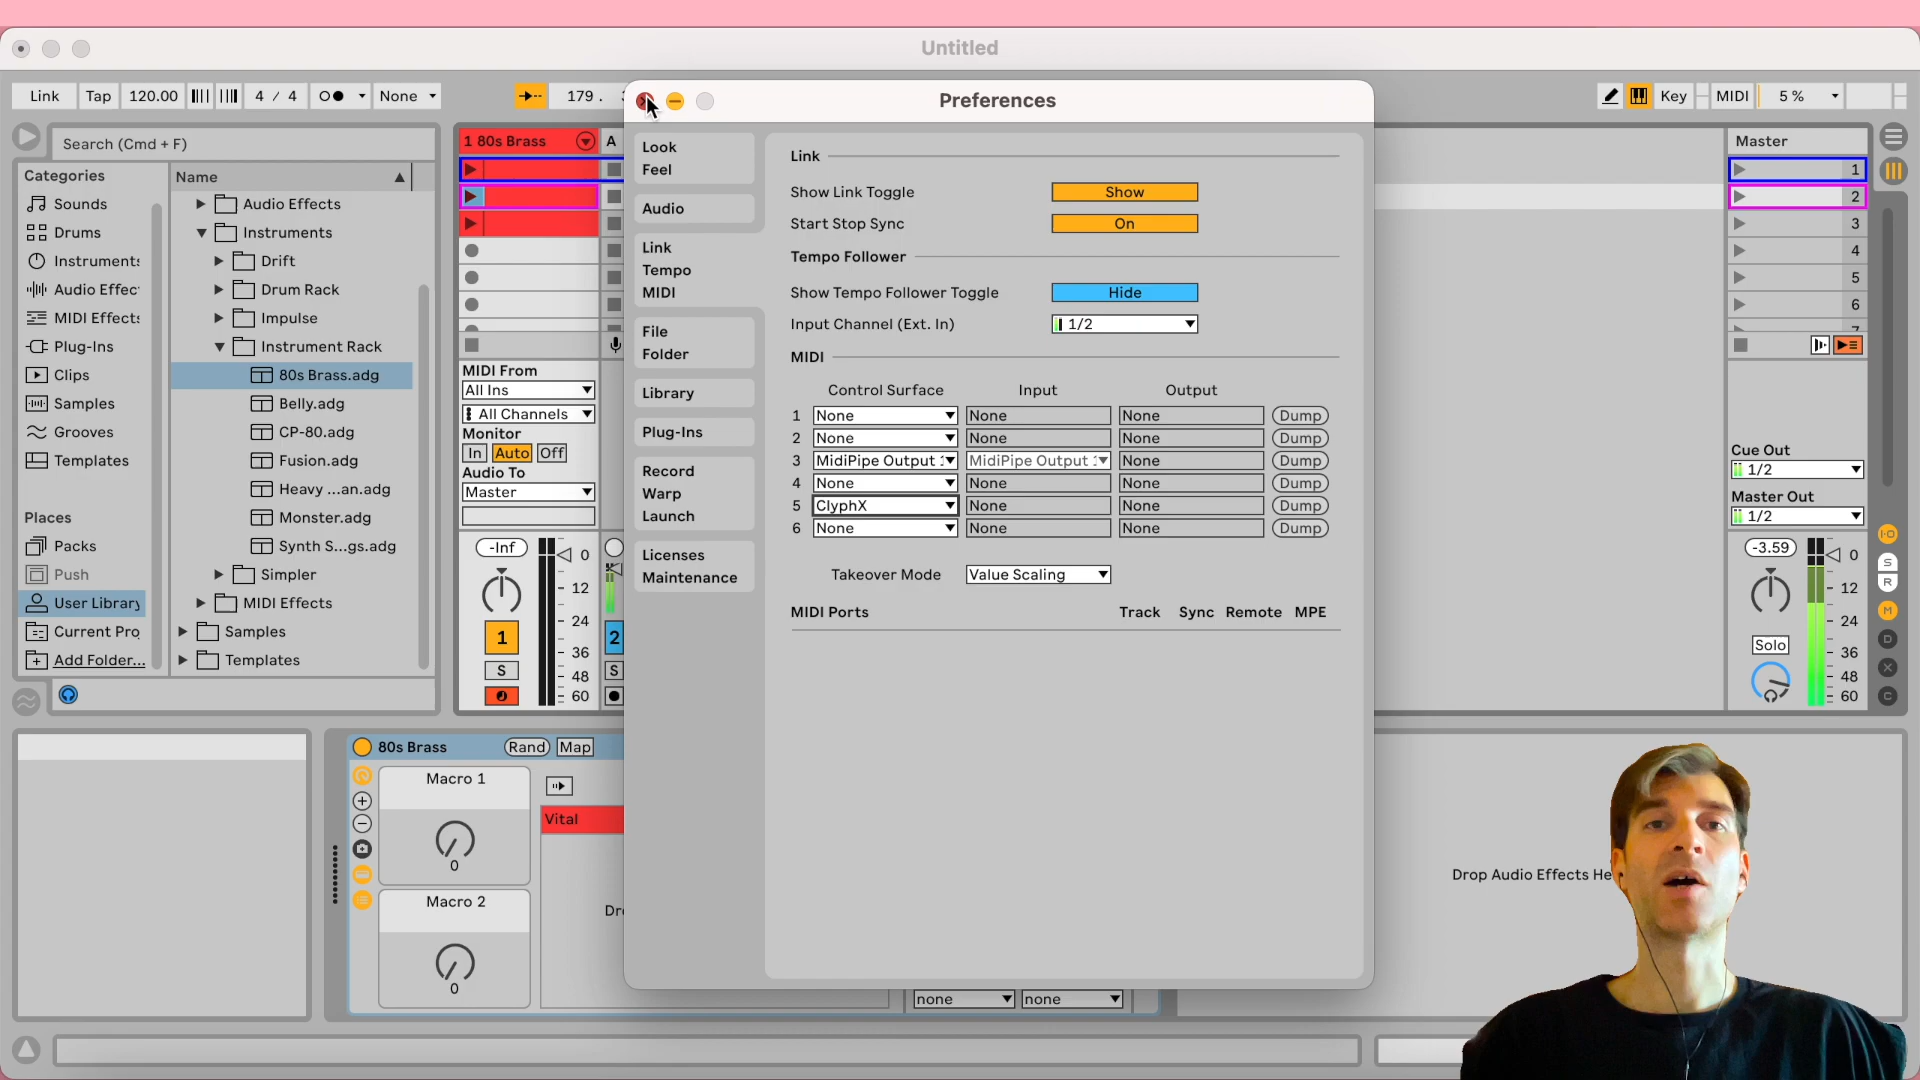 Untitled
Link
Tap
120.00
4 / 4
None
179 .
Key
MIDI
5 %
Search (Cmd + F)
Categories
Sounds
Drums
Instruments
Audio Effec
MIDI Effects
Plug-Ins
Clips
Samples
Grooves
Templates
Places
Packs
Push
User Library
Current Pro
Add Folder...
Name
Audio Effects
Instruments
Drift
Drum Rack
Impulse
Instrument Rack
80s Brass.adg
Belly.adg
CP-80.adg
Fusion.adg
Heavy ...an.adg
Monster.adg
Synth S...gs.adg
Simpler
MIDI Effects
Samples
Templates
1 80s Brass
A
MIDI From
All Ins
All Channels
Monitor
In Auto Off
Audio To
Master
-Inf
0
12
24
36
48
60
1
S
2
S
Preferences
Look
Feel
Audio
Link
Tempo
MIDI
File
Folder
Library
Plug-Ins
Record
Warp
Launch
Licenses
Maintenance
Link
Show Link Toggle Show
Start Stop Sync On
Tempo Follower
Show Tempo Follower Toggle Hide
Input Channel (Ext. In) 1/2
MIDI
Control Surface Input Output
1 None None None Dump
2 None None None Dump
3 MidiPipe Output MidiPipe Output None Dump
4 None None None Dump
5 ClyphX None None Dump
6 None None None Dump
Takeover Mode Value Scaling
MIDI Ports Track Sync Remote MPE
Master
1
2
3
4
5
6
Cue Out
1/2
Master Out
1/2
-3.59
0
12
24
36
48
60
Solo
I·O
S
R
M
D
X
C
80s Brass
Rand
Map
Macro 1
0
Macro 2
0
Vital
none
none
Drop Audio Effects He